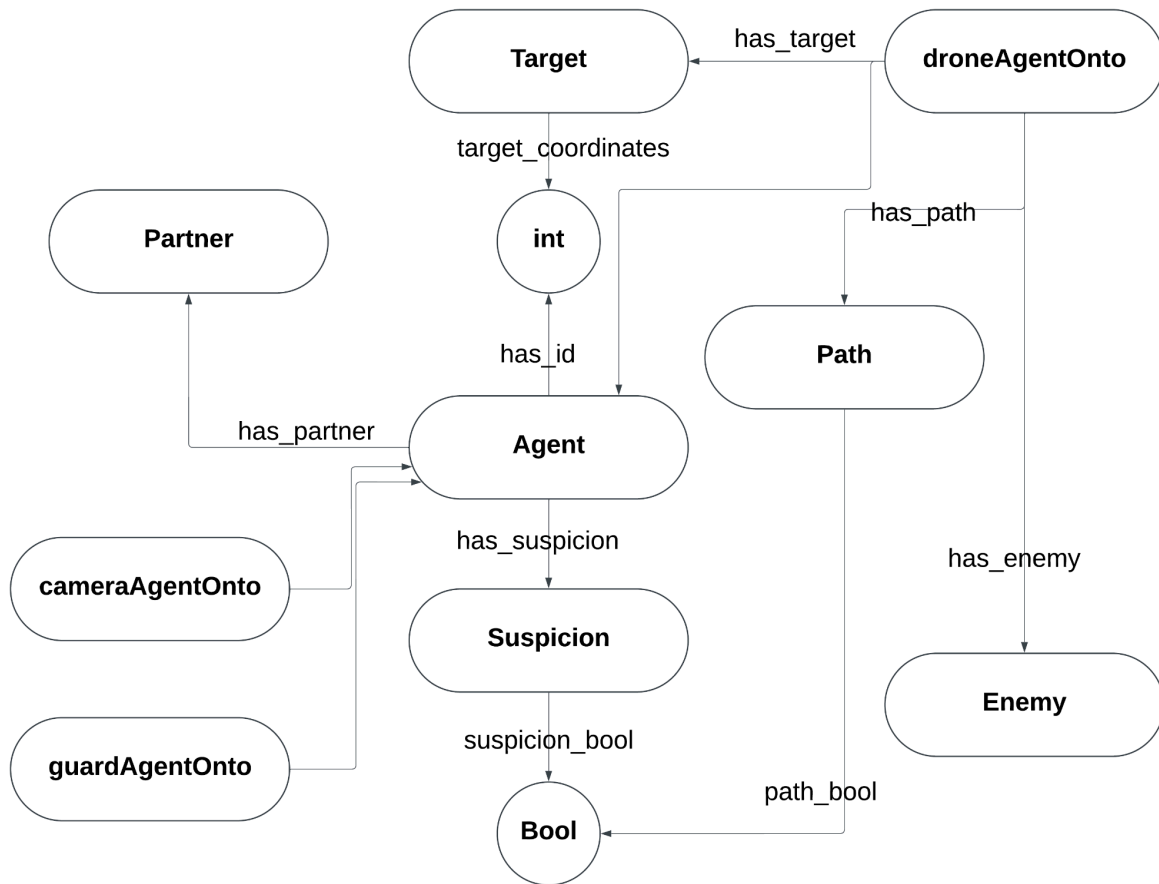 has_target
Target
droneAgentOnto
target_coordinates
has_path
Partner
int
has_id
Path
has_partner
Agent
has_suspicion
has_enemy
cameraAgentOnto
Suspicion
Enemy
suspicion_bool
guardAgentOnto
path_bool
Bool